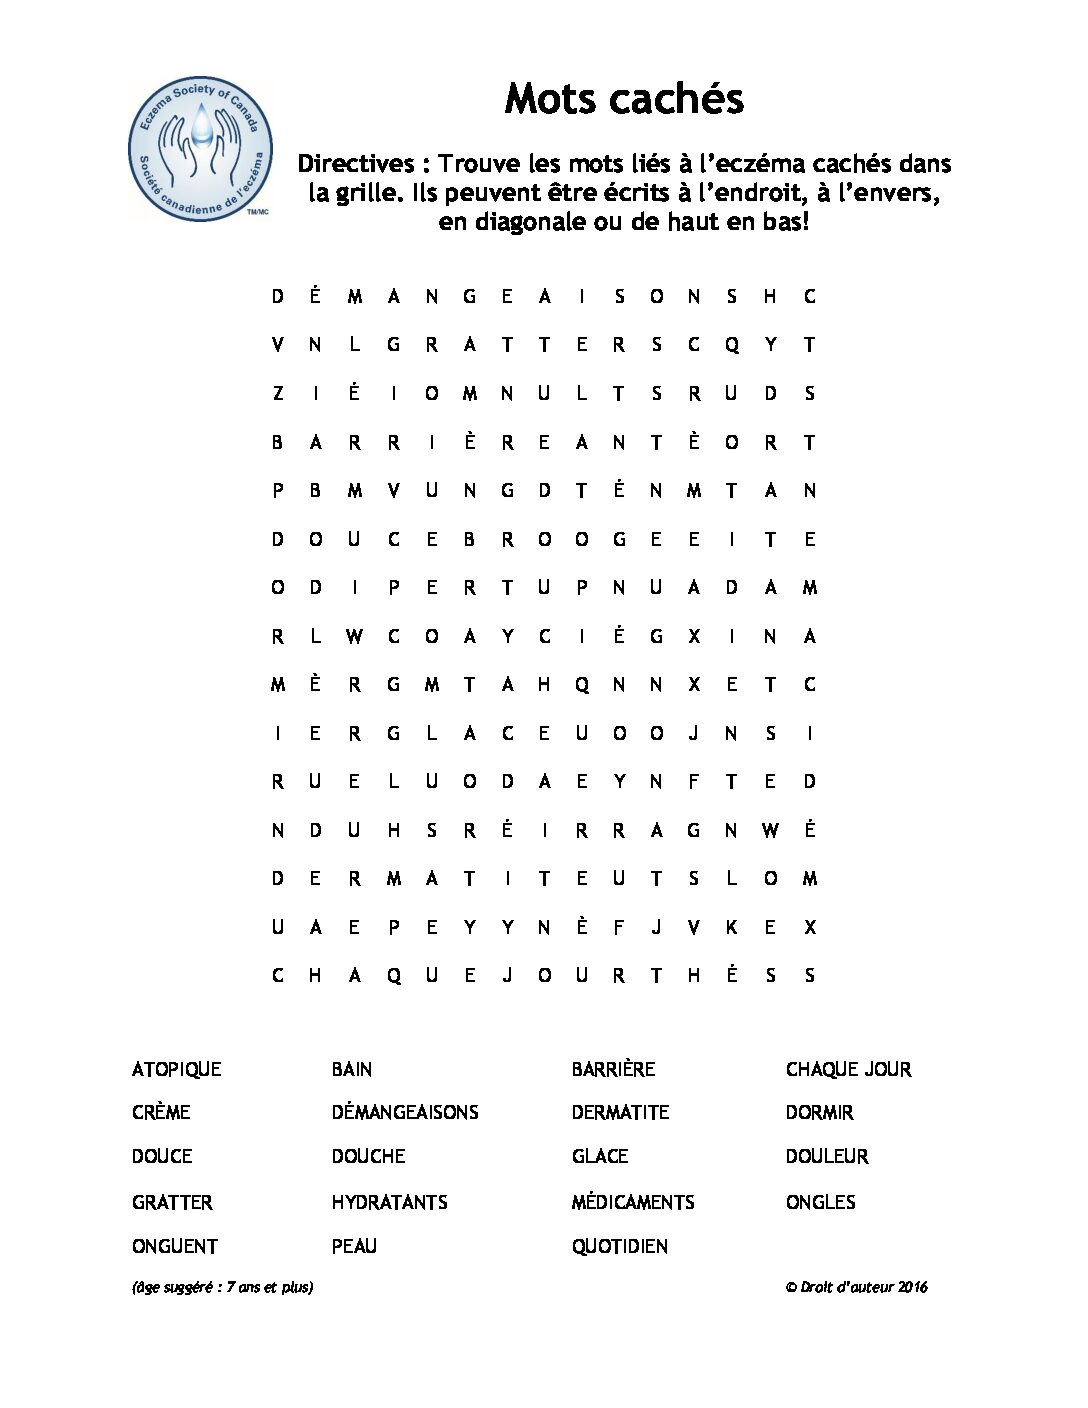 Eczema Society of Canada
Société canadienne de l'eczéma
TM/MC
Mots cachés
Directives : Trouve les mots liés à l'eczéma cachés dans
la grille. Ils peuvent être écrits à l'endroit, à l'envers,
en diagonale ou de haut en bas!
D É M A N G E A I S O N S H C
V N L G R A T T E R S C Q Y T
Z I É I O M N U L T S R U D S
B A R R I È R E A N T È O R T
P B M V U N G D T É N M T A N
D O U C E B R O O G E E I T E
O D I P E R T U P N U A D A M
R L W C O A Y C I É G X I N A
M È R G M T A H Q N N X E T C
I E R G L A C E U O O J N S I
R U E L U O D A E Y N F T E D
N D U H S R É I R R A G N W É
D E R M A T I T E U T S L O M
U A E P E Y Y N È F J V K E X
C H A Q U E J O U R T H É S S
ATOPIQUE BAIN BARRIÈRE CHAQUE JOUR
CRÈME DÉMANGEAISONS DERMATITE DORMIR
DOUCE DOUCHE GLACE DOULEUR
GRATTER HYDRATANTS MÉDICAMENTS ONGLES
ONGUENT PEAU QUOTIDIEN
(âge suggéré : 7 ans et plus) © Droit d'auteur 2016